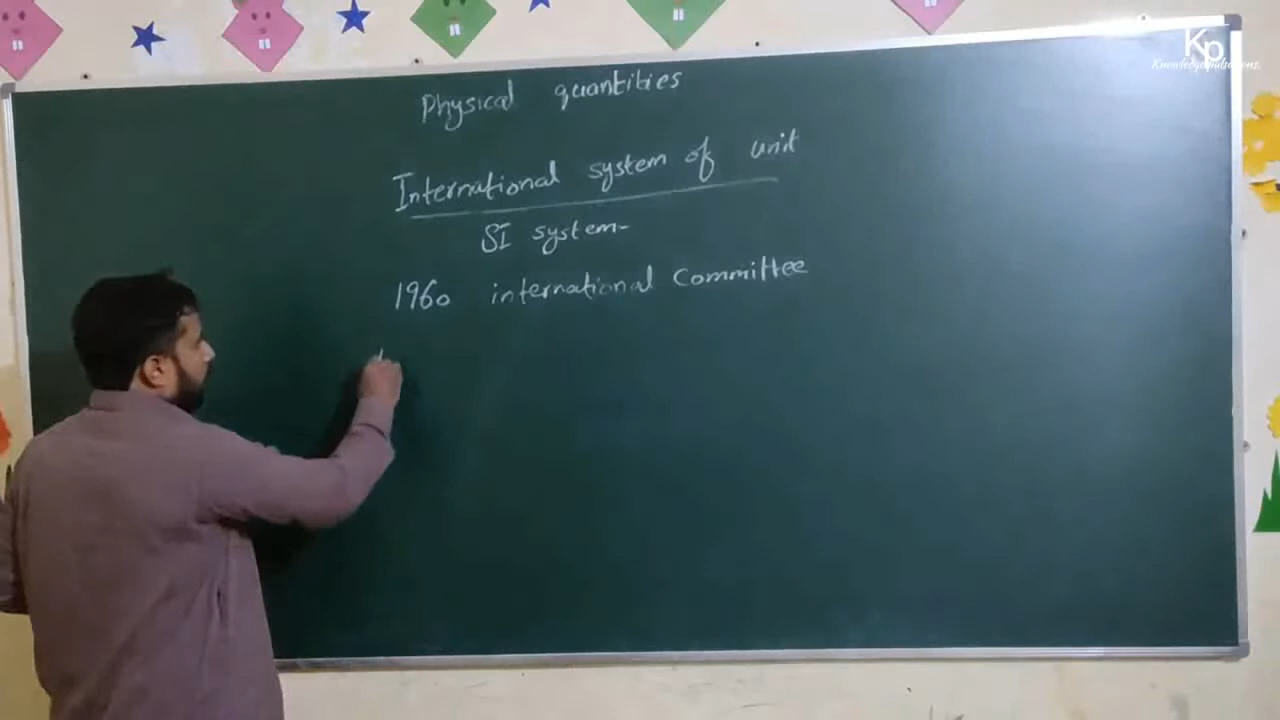 Kp
Physical quantities
International system of unit
SI system
1960 international Committee